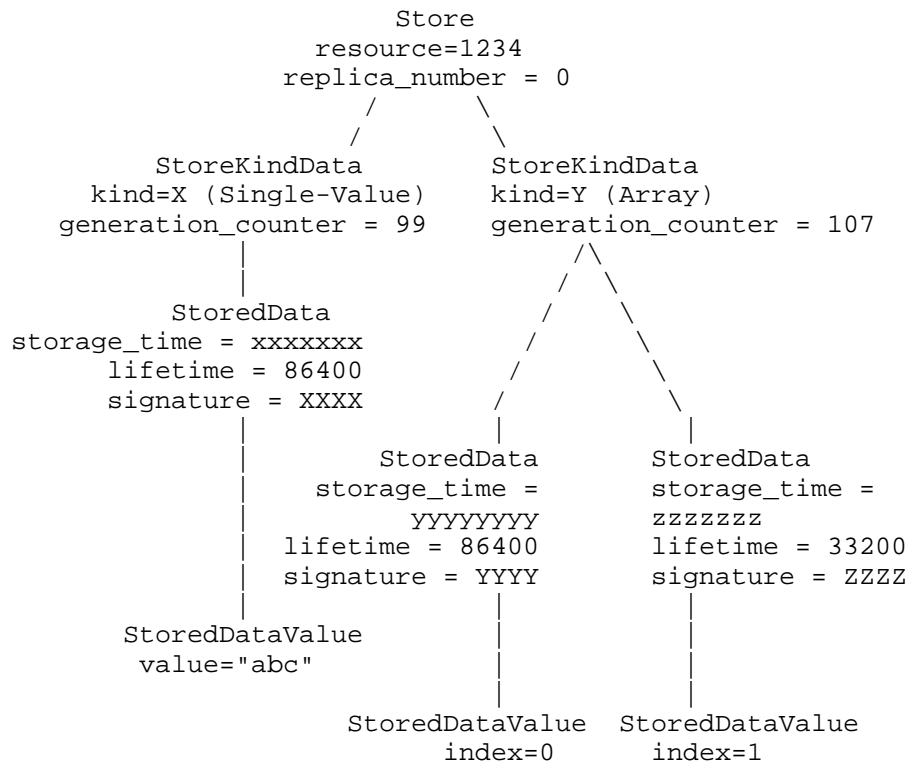 Store
resource=1234
replica_number = 0
StoreKindData StoreKindData
kind=X (Single-Value) kind=Y (Array)
generation_counter = 99 generation_counter = 107
StoredData
storage_time = xxxxxxx
lifetime = 86400
signature = XXXX
StoredData StoredData
storage_time = storage_time =
yyyyyyyy zzzzzzz
lifetime = 86400 lifetime = 33200
signature = YYYY signature = ZZZZ
StoredDataValue
value="abc"
StoredDataValue StoredDataValue
index=0 index=1